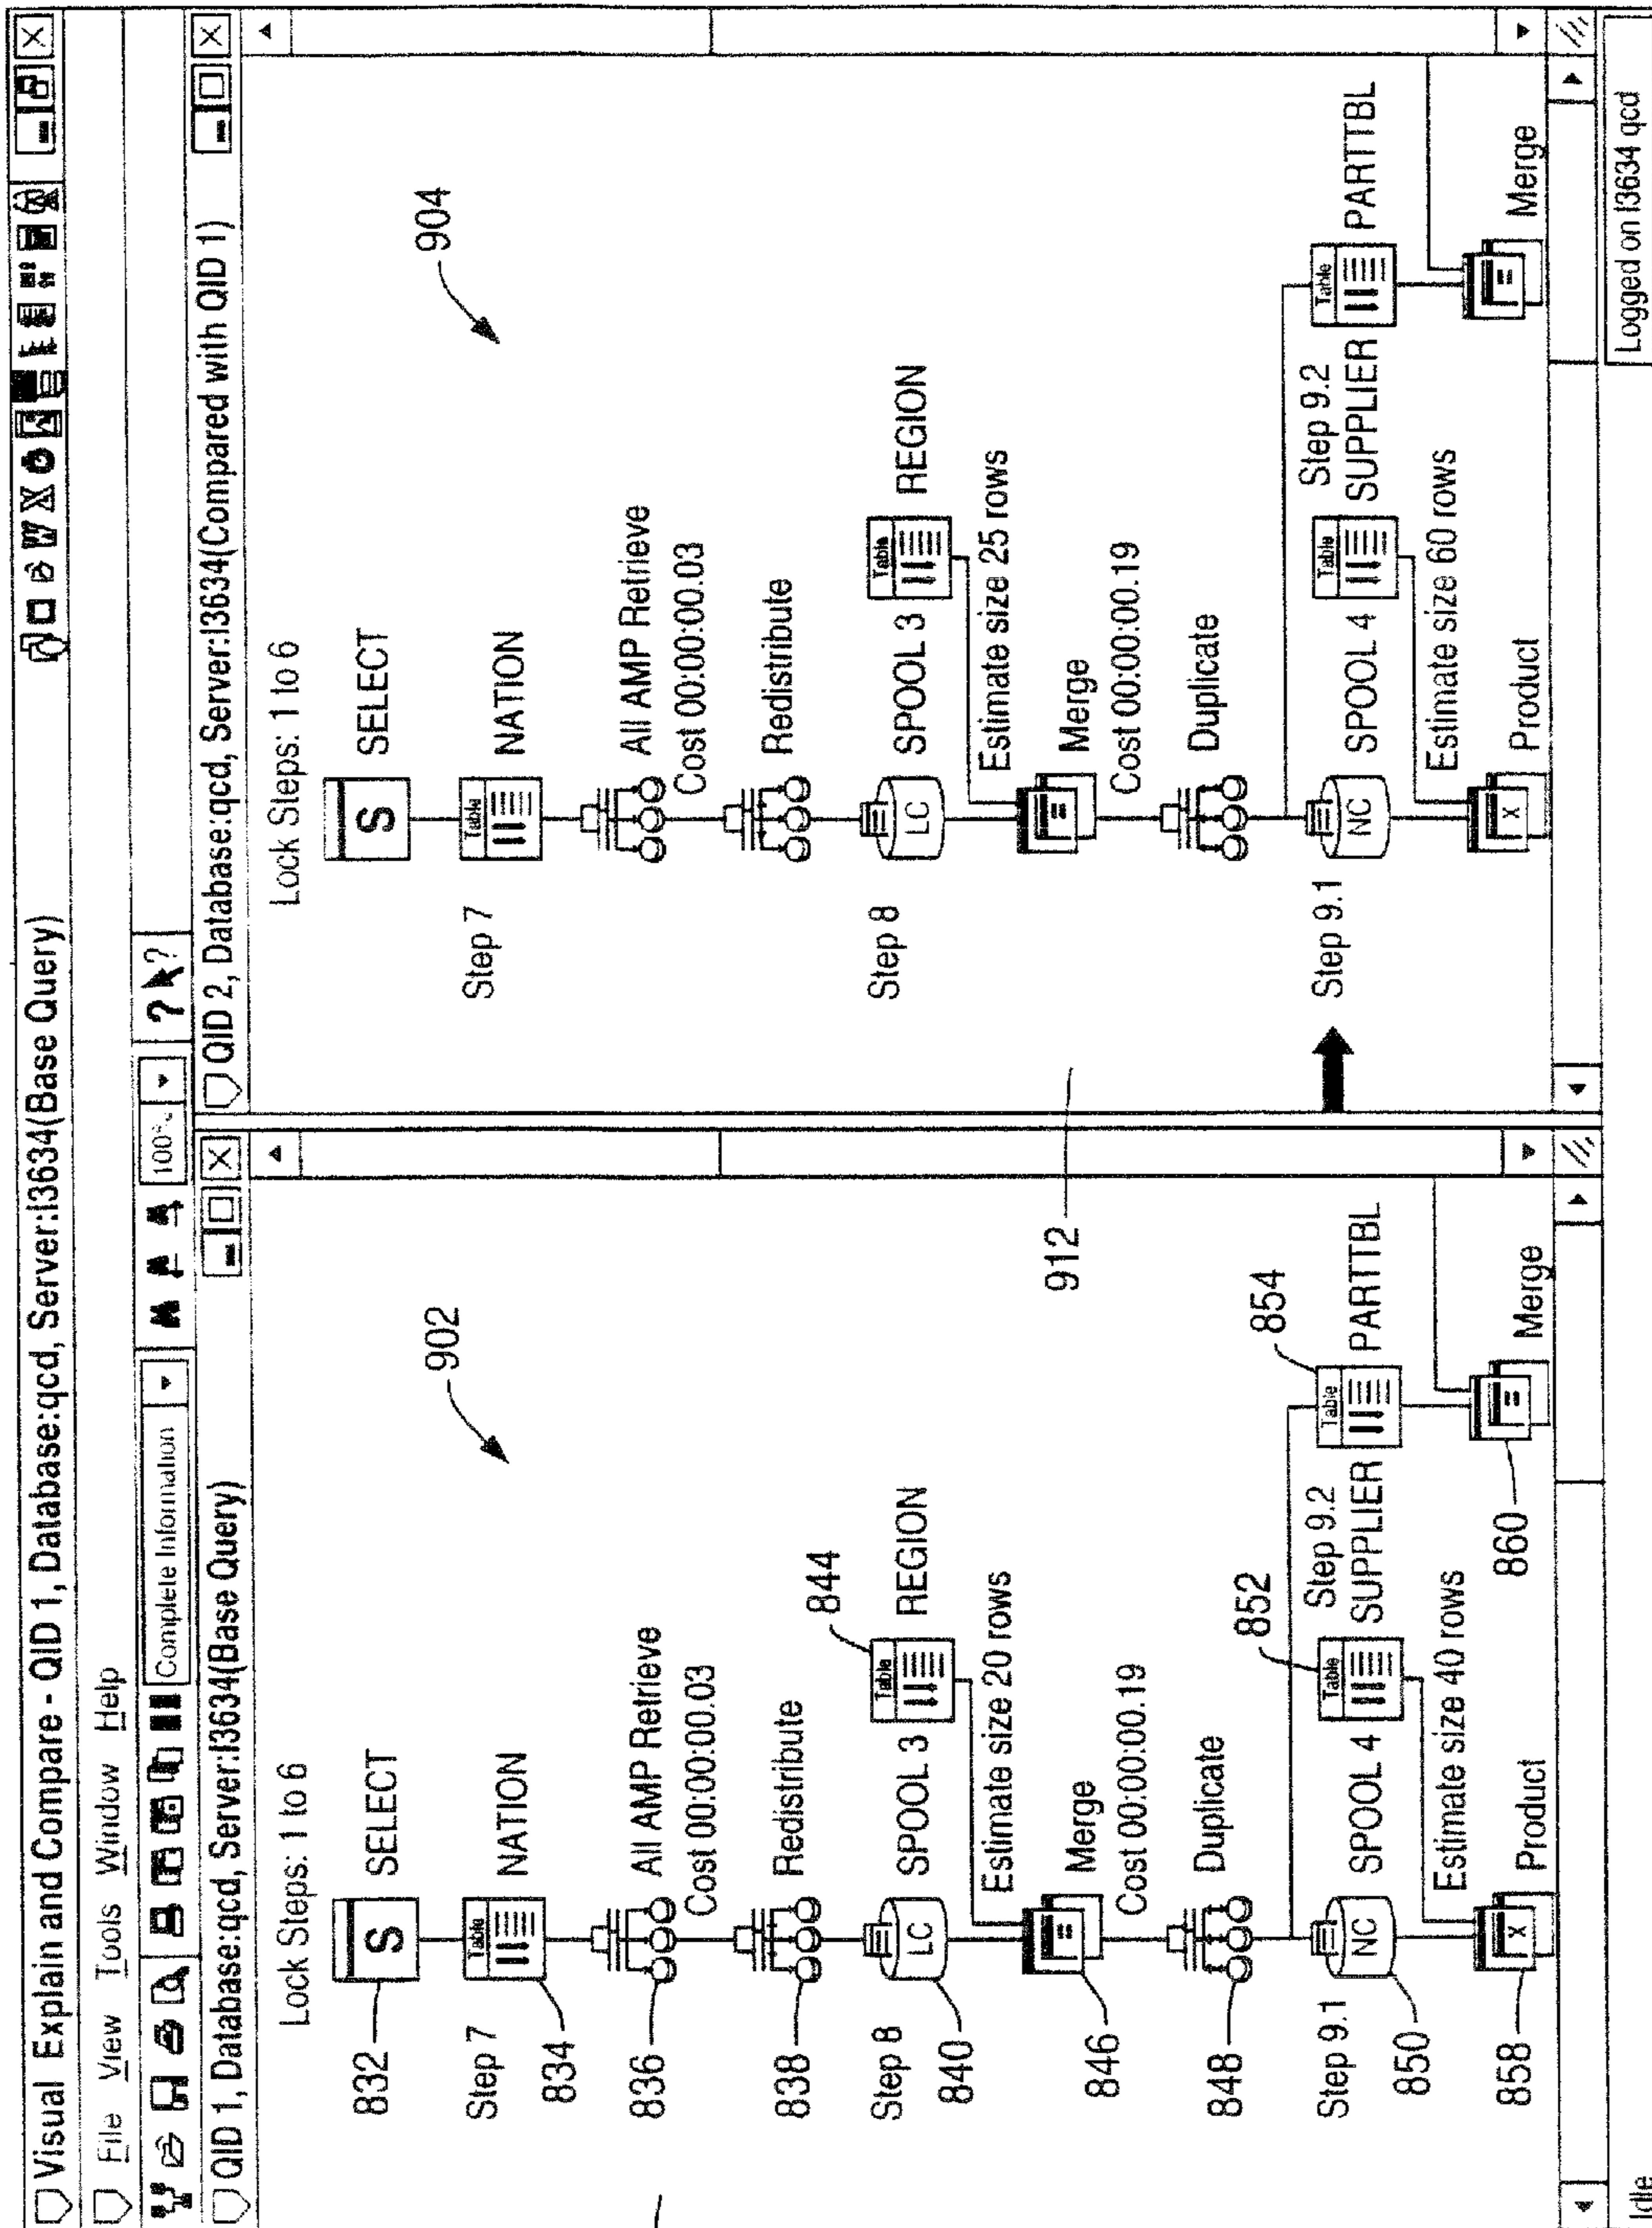 Visual Explain and Compare - QID 1, Database:qcd, Server:l3634(Base Query)
File View Tools Window Help
Complete Information
100%
?
?
QID 1, Database:qcd, Server:l3634(Base Query)
Lock Steps: 1 to 6
902
832
S
SELECT
Step 7
834
Table
NATION
836
All AMP Retrieve
Cost 00:00:00.03
838
Redistribute
844
Step 8
840
LC
SPOOL 3
Table
REGION
Estimate size 20 rows
846
=
Merge
Cost 00:00:00.19
848
Duplicate
852
854
Step 9.1
850
NC
SPOOL 4
Table
Step 9.2
SUPPLIER
Table
PARTTBL
Estimate size 40 rows
858
X
Product
860
=
Merge
Idle
QID 2, Database:qcd, Server:l3634(Compared with QID 1)
Lock Steps: 1 to 6
904
S
SELECT
Step 7
Table
NATION
All AMP Retrieve
Cost 00:00:00.03
Redistribute
Step 8
LC
SPOOL 3
Table
REGION
Estimate size 25 rows
=
Merge
Cost 00:00:00.19
912
Duplicate
Step 9.1
NC
SPOOL 4
Table
Step 9.2
SUPPLIER
Table
PARTTBL
Estimate size 60 rows
X
Product
=
Merge
Logged on l3634 qcd